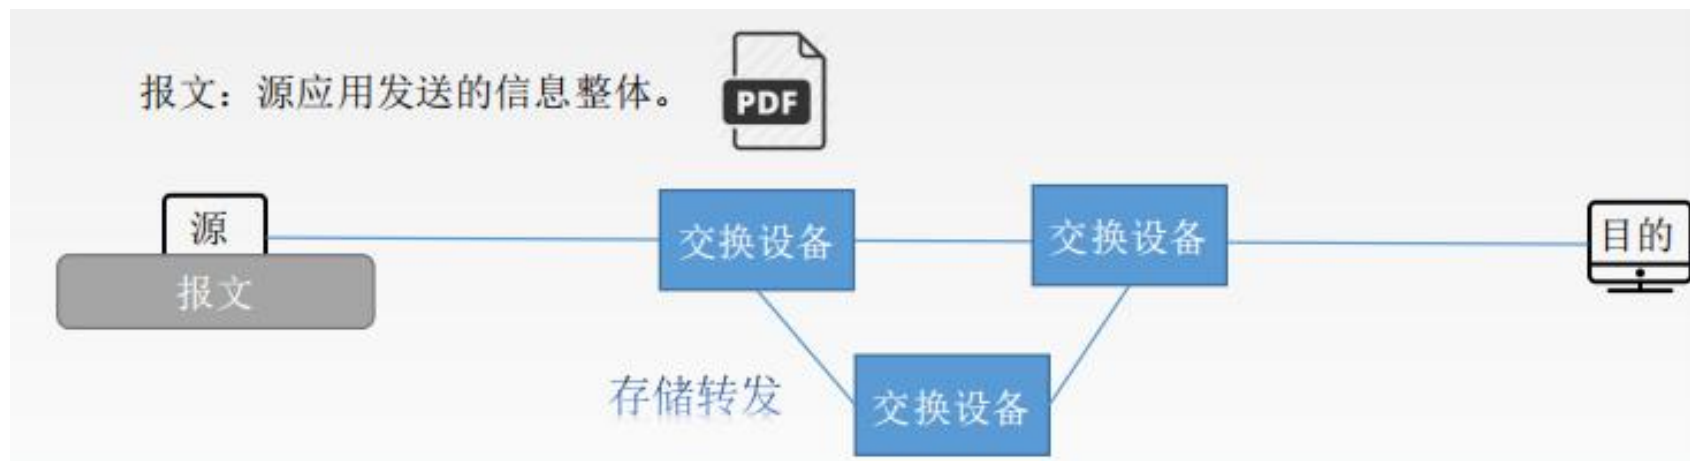 报文：源应用发送的信息整体。
PDF
源
报文
交换设备
交换设备
目的
存储转发
交换设备